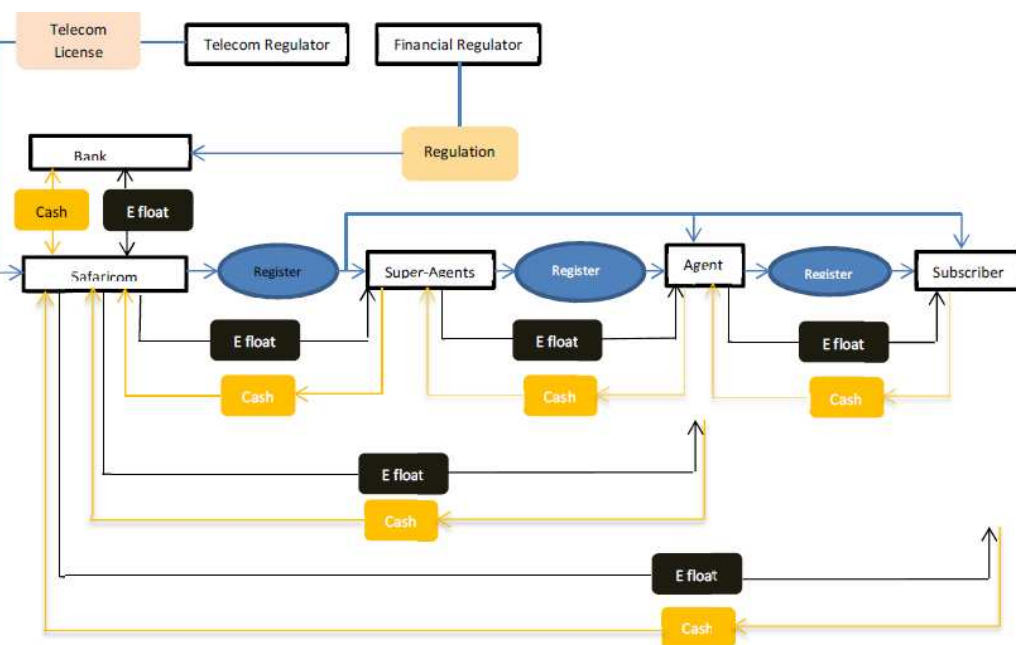 Telecom
License
Telecom Regulator
Financial Regulator
Bank
Regulation
Cash
E float
Safaricom
Register
Super-Agents
Register
Agent
Register
Subscriber
E float
E float
E float
Cash
Cash
Cash
E float
Cash
E float
Cash